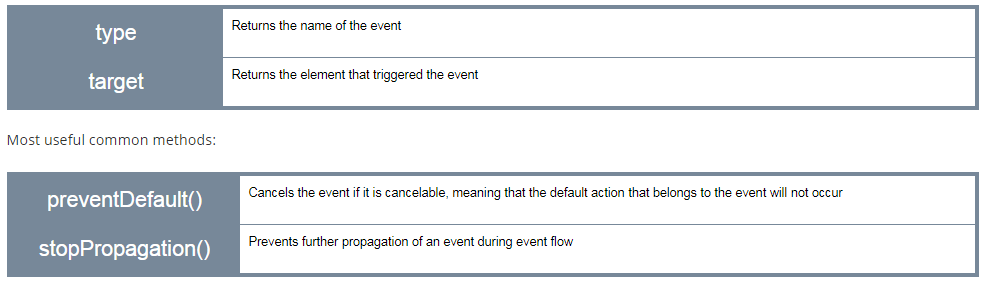 type
Returns the name of the event
target
Returns the element that triggered the event
Most useful common methods:
preventDefault()
Cancels the event if it is cancelable, meaning that the default action that belongs to the event will not occur
stopPropagation()
Prevents further propagation of an event during event flow